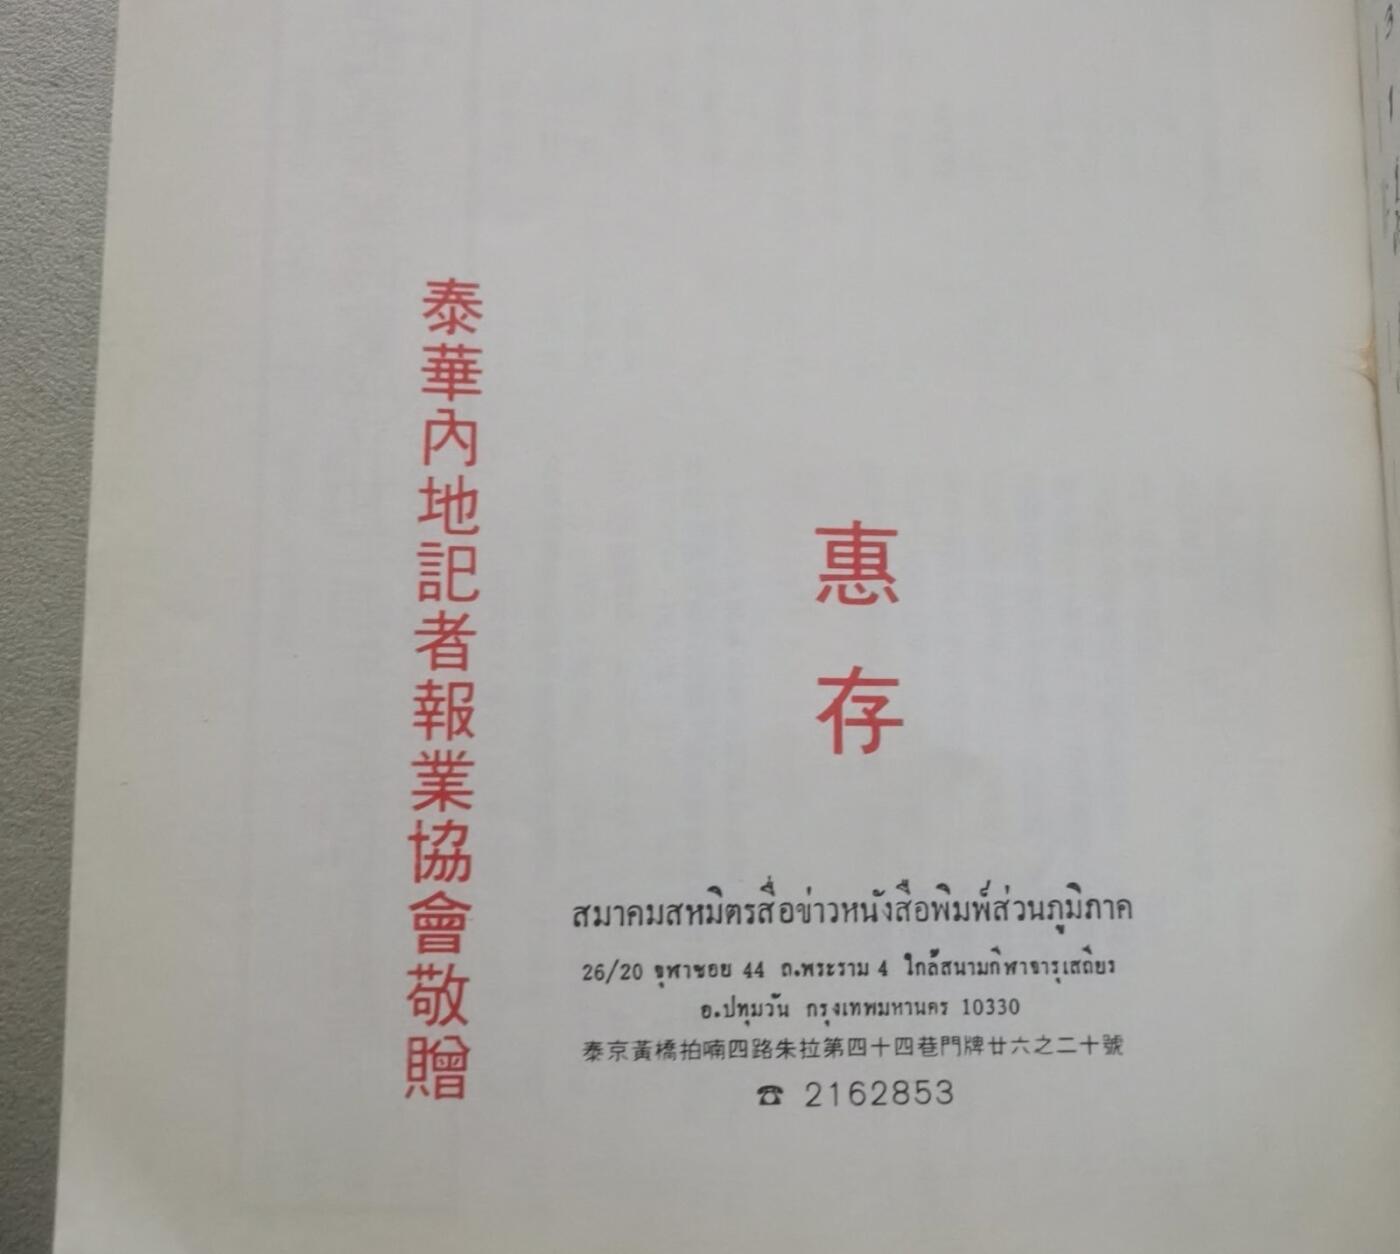 惠存
泰華內地記者報業協會敬贈
สมาคมสหมิตรสื่อข่าวหนังสือพิมพ์ส่วนภูมิภาค
26/20 จุฬาซอย 44 ถ.พระราม 4 ใกล้สนามกีฬาจารุเสถียร
อ.ปทุมวัน กรุงเทพมหานคร 10330
泰京黃橋拍喃四路朱拉第四十四巷門牌廿六之二十號
☎ 2162853